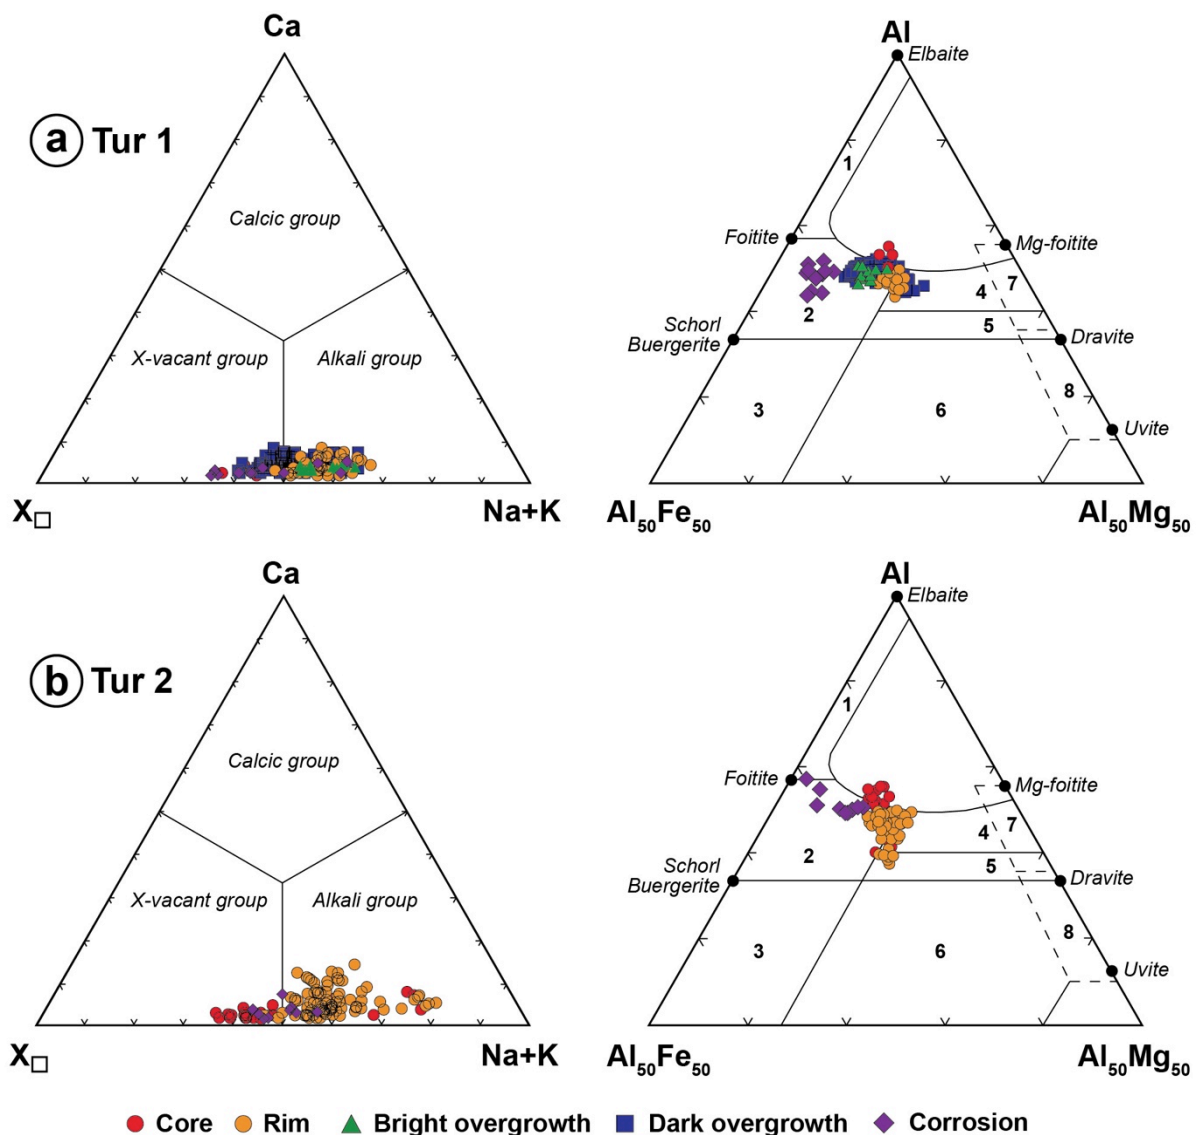 Ca
Al
Elbaite
a Tur 1
1
Calcic group
Foitite
Mg-foitite
4 7
2
5
Schorl
Buergerite
Dravite
X-vacant group Alkali group
8
3
6
Uvite
X□ Na+K
Al50Fe50 Al50Mg50
Ca
Al
Elbaite
b Tur 2
1
Calcic group
Foitite
Mg-foitite
4 7
2
5
Schorl
Buergerite
Dravite
X-vacant group Alkali group
8
3
6
Uvite
X□ Na+K
Al50Fe50 Al50Mg50
Core Rim Bright overgrowth Dark overgrowth Corrosion